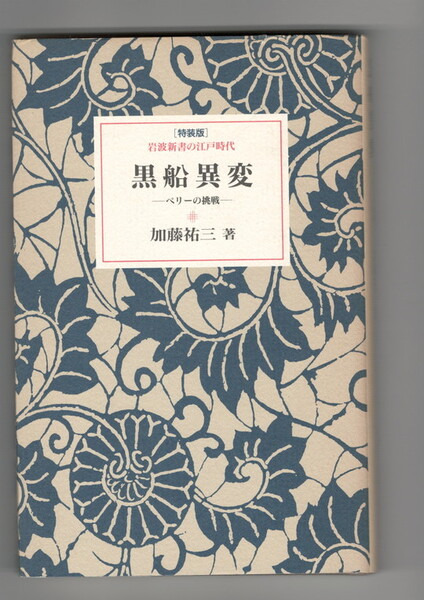 ［特装版］
岩波新書の江戸時代
黒船異変
―ペリーの挑戦―
加藤祐三 著